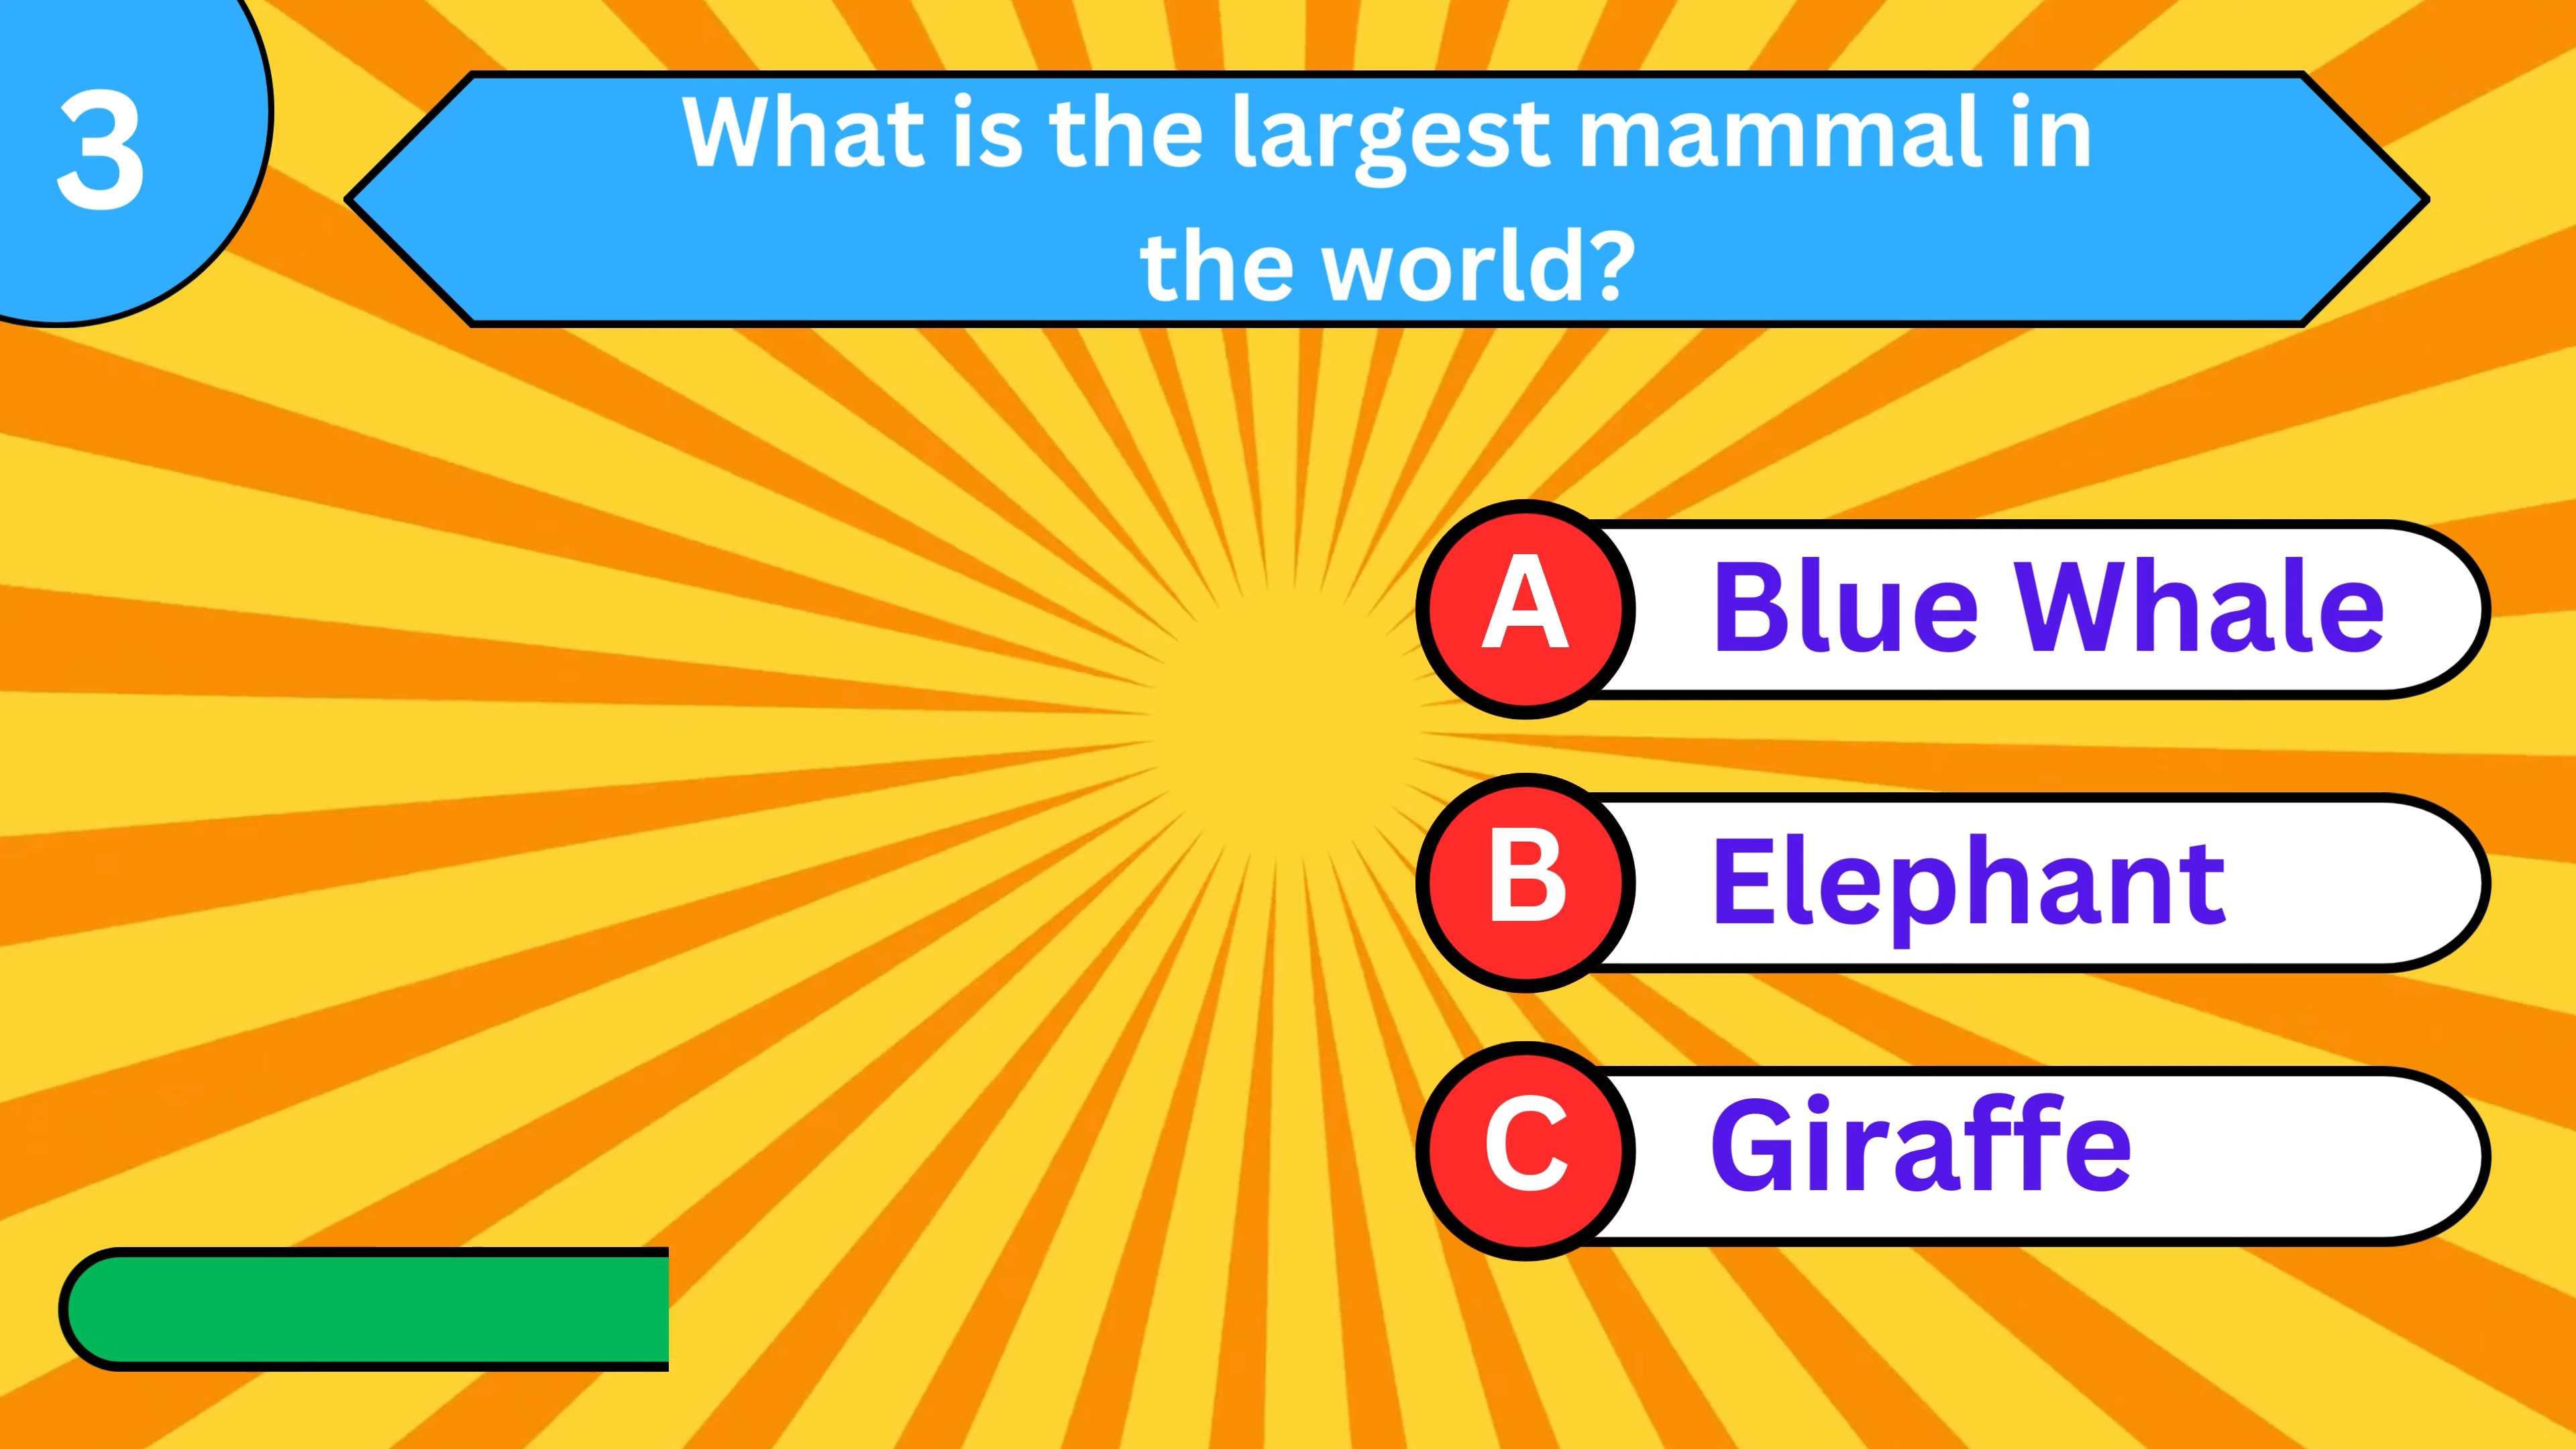 3
What is the largest mammal in
the world?
A Blue Whale
B Elephant
C Giraffe